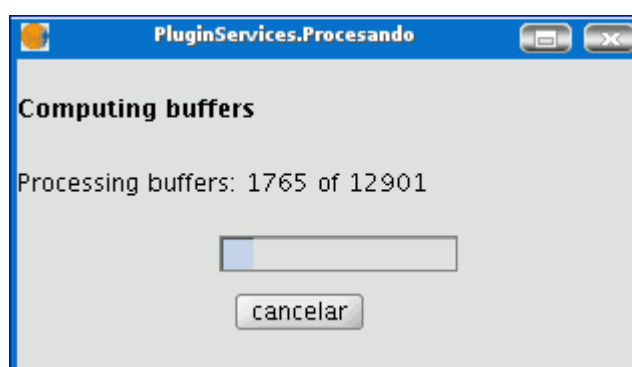 PluginServices.Procesando
Computing buffers
Processing buffers: 1765 of 12901
cancelar